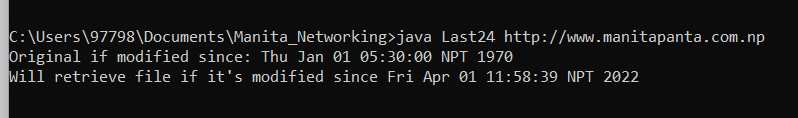 C:\Users\97798\Documents\Manita_Networking>java Last24 http://www.manitapanta.com.np
Original if modified since: Thu Jan 01 05:30:00 NPT 1970
Will retrieve file if it's modified since Fri Apr 01 11:58:39 NPT 2022